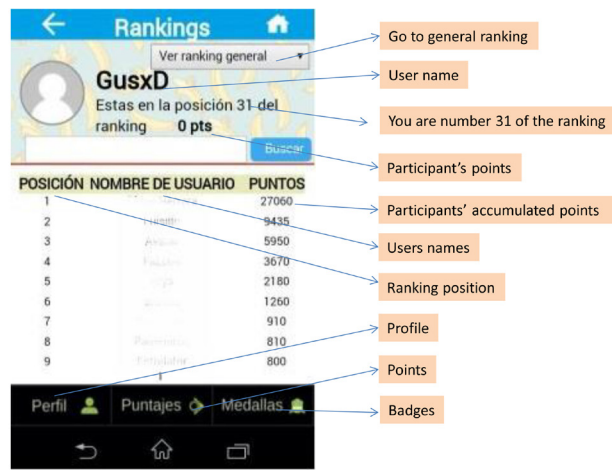 Rankings
Ver ranking general
GusxD
Estas en la posición 31 del
ranking 0 pts
Buscar
POSICIÓN NOMBRE DE USUARIO PUNTOS
1 27060
2 9435
3 5950
4 3670
5 2180
6 1260
7 910
8 810
9 800
Perfil Puntajes Medallas
Go to general ranking
User name
You are number 31 of the ranking
Participant's points
Participants' accumulated points
Users names
Ranking position
Profile
Points
Badges